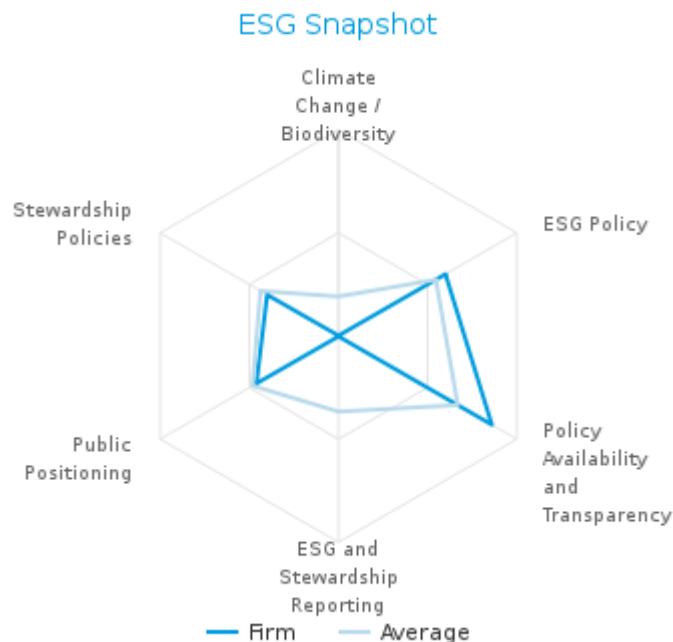 ESG Snapshot
Climate
Change /
Biodiversity
Stewardship
Policies
ESG Policy
Public
Positioning
Policy
Availability
and
Transparency
ESG and
Stewardship
Reporting
Firm
Average